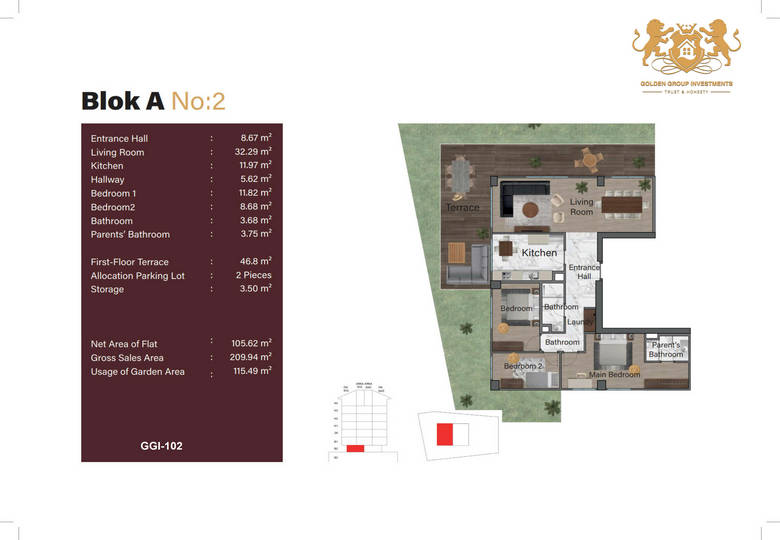 GOLDEN GROUP INVESTMENTS
TRUST & HONESTY
Blok A No:2
Entrance Hall : 8.67 m²
Living Room : 32.29 m²
Kitchen : 11.97 m²
Hallway : 5.62 m²
Bedroom 1 : 11.82 m²
Bedroom2 : 8.68 m²
Bathroom : 3.68 m²
Parents' Bathroom : 3.75 m²
First-Floor Terrace : 46.8 m²
Allocation Parking Lot : 2 Pieces
Storage : 3.50 m²
Net Area of Flat : 105.62 m²
Gross Sales Area : 209.94 m²
Usage of Garden Area : 115.49 m²
GGI-102
Terrace
Living
Room
Kitchen
Entrance
Hall
Bedroom
Bathroom
Laundy
Bathroom
Parent's
Bathroom
Bedroom 2
Main Bedroom